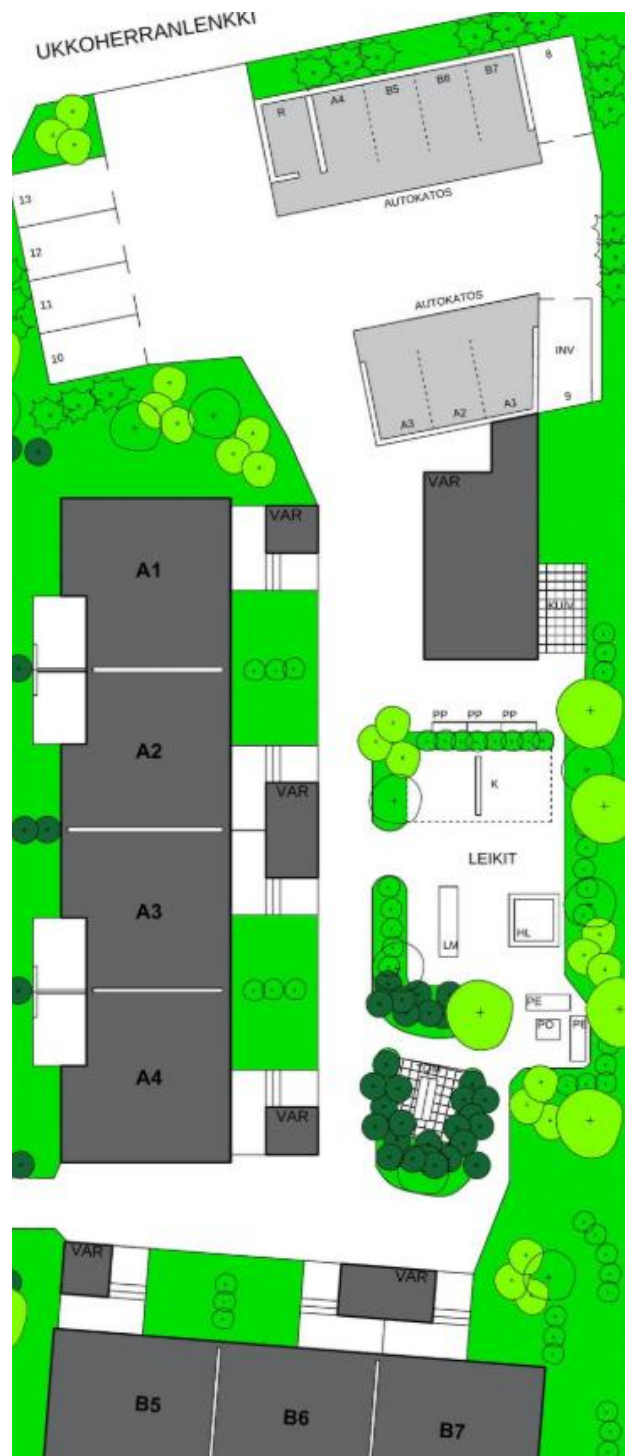 UKKOHERRANLENKKI
R
A4
B5
B6
B7
8
AUTOKATOS
13
12
11
10
AUTOKATOS
INV
9
A3
A2
A1
VAR
VAR
A1
KUIV
A2
PP
PP
PP
K
VAR
LEIKIT
A3
LM
HL
PE
PO
PE
A4
VAR
VAR
VAR
B5
B6
B7